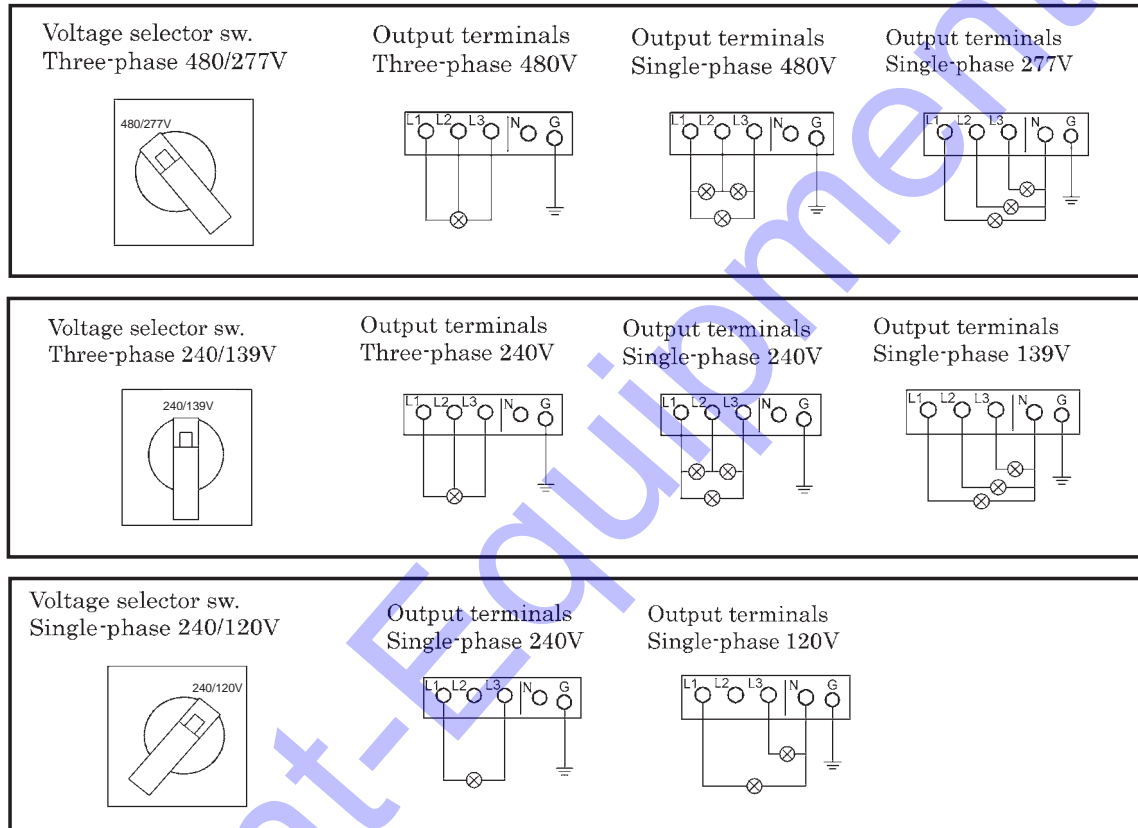 Voltage selector sw.
Three-phase 480/277V
Output terminals
Three-phase 480V
Output terminals
Single-phase 480V
Output terminals
Single-phase 277V
480/277V
L1 L2 L3 N G
L1 L2 L3 N G
L1 L2 L3 N G
Voltage selector sw.
Three-phase 240/139V
Output terminals
Three-phase 240V
Output terminals
Single-phase 240V
Output terminals
Single-phase 139V
240/139V
L1 L2 L3 N G
L1 L2 L3 N G
L1 L2 L3 N G
Voltage selector sw.
Single-phase 240/120V
Output terminals
Single-phase 240V
Output terminals
Single-phase 120V
240/120V
L1 L2 L3 N G
L1 L2 L3 N G
t-Equipment